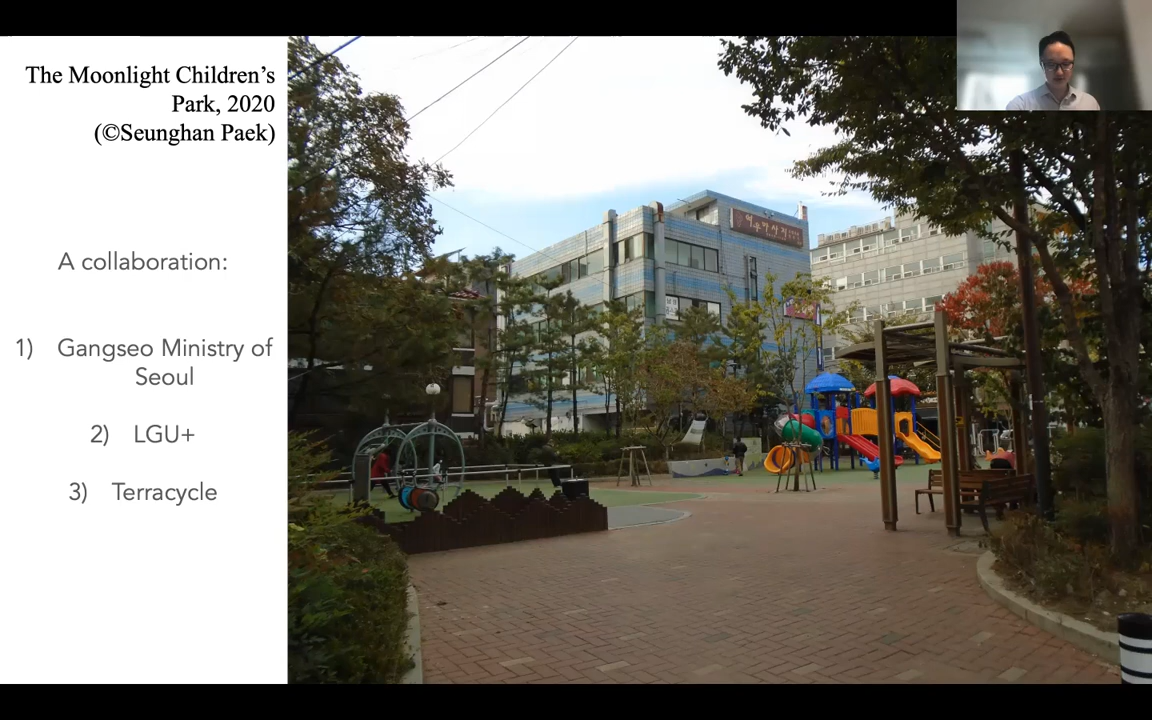 The Moonlight Children's
Park, 2020
(©Seunghan Paek)
A collaboration:
1) Gangseo Ministry of
Seoul
2) LGU+
3) Terracycle